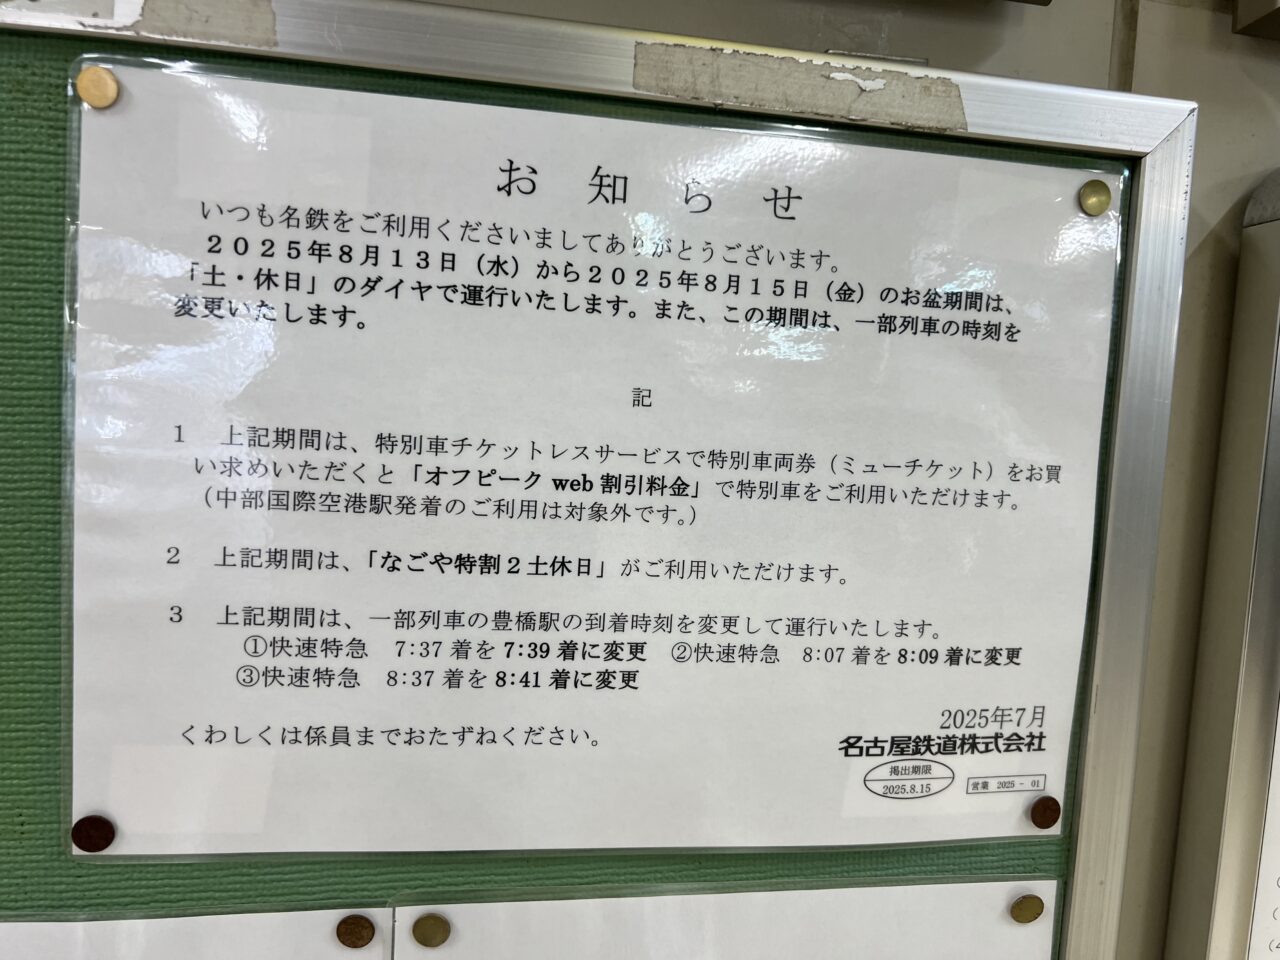 お知らせ
いつも名鉄をご利用くださいましてありがとうございます。
２０２５年８月１３日（水）から２０２５年８月１５日（金）のお盆期間は、
「土・休日」のダイヤで運行いたします。また、この期間は、一部列車の時刻を
変更いたします。
記
１　上記期間は、特別車チケットレスサービスで特別車両券（ミューチケット）をお買
い求めいただくと「オフピーク web 割引料金」で特別車をご利用いただけます。
（中部国際空港駅発着のご利用は対象外です。）
２　上記期間は、「なごや特割２土休日」がご利用いただけます。
３　上記期間は、一部列車の豊橋駅の到着時刻を変更して運行いたします。
①快速特急　7:37 着を 7:39 着に変更　②快速特急　8:07 着を 8:09 着に変更
③快速特急　8:37 着を 8:41 着に変更
くわしくは係員までおたずねください。
2025年7月
名古屋鉄道株式会社
掲出期限
2025.8.15
営業 2025 - 01